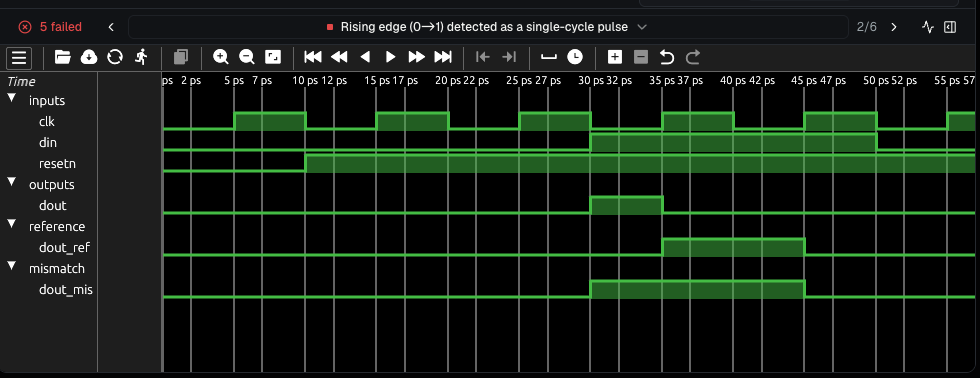 5 failed
Rising edge (0→1) detected as a single-cycle pulse
2/6
Time
ps 2 ps 5 ps 7 ps 10 ps 12 ps 15 ps 17 ps 20 ps 22 ps 25 ps 27 ps 30 ps 32 ps 35 ps 37 ps 40 ps 42 ps 45 ps 47 ps 50 ps 52 ps 55 ps 57
inputs
clk
din
resetn
outputs
dout
reference
dout_ref
mismatch
dout_mis